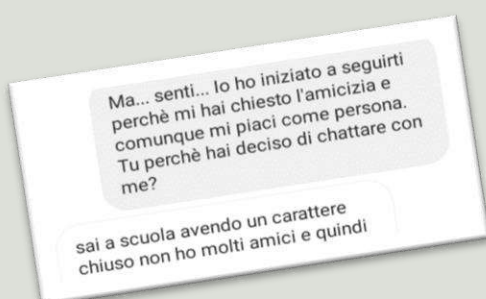 Ma... senti... Io ho iniziato a seguirti
perchè mi hai chiesto l'amicizia e
comunque mi piaci come persona.
Tu perchè hai deciso di chattare con
me?
sai a scuola avendo un carattere
chiuso non ho molti amici e quindi